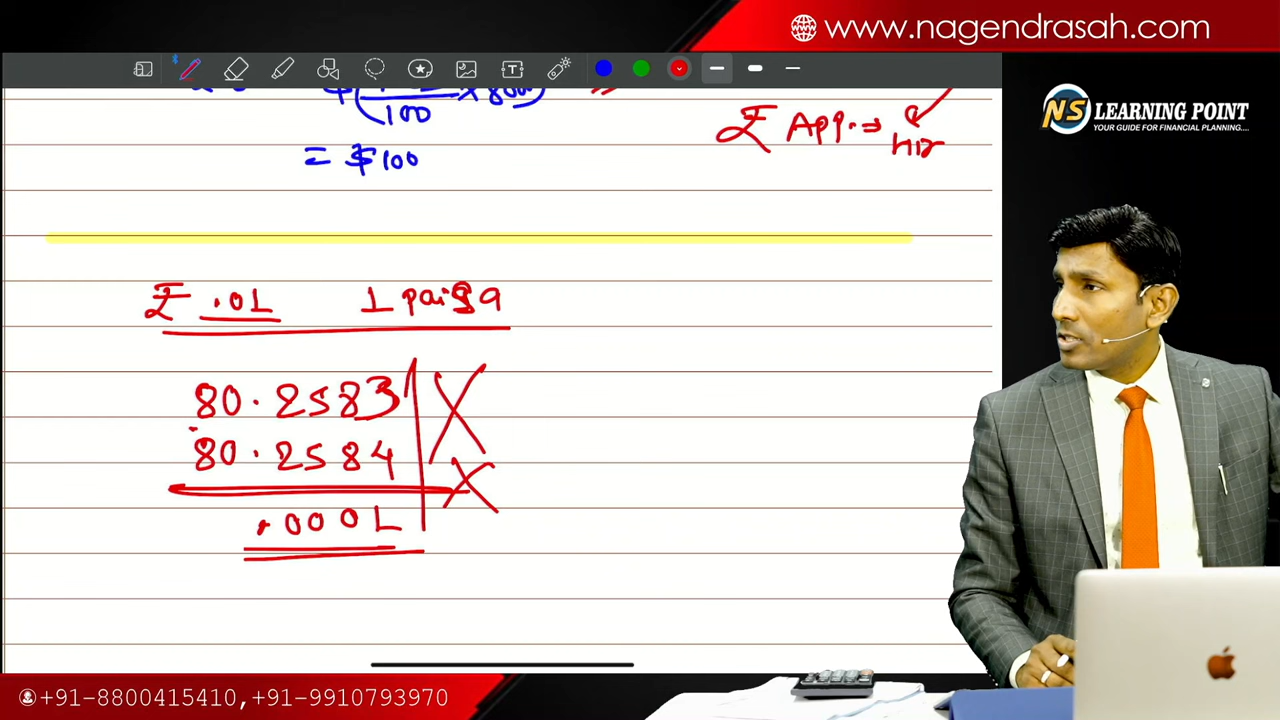 www.nagendrasah.com
NS LEARNING POINT
YOUR GUIDE FOR FINANCIAL PLANNING....
100
= $100
₹ App. ⇒
₹ .01 1 paisa
80.2583
80.2584
.0001
+91-8800415410,+91-9910793970